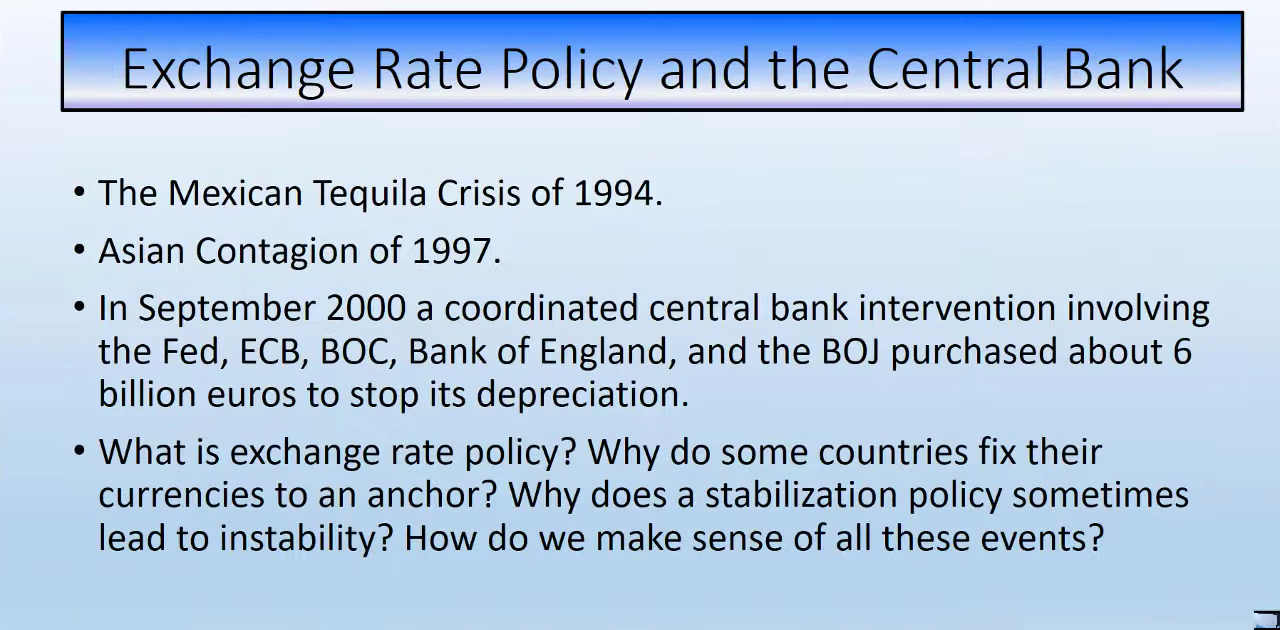 Exchange Rate Policy and the Central Bank
• The Mexican Tequila Crisis of 1994.
• Asian Contagion of 1997.
• In September 2000 a coordinated central bank intervention involving
the Fed, ECB, BOC, Bank of England, and the BOJ purchased about 6
billion euros to stop its depreciation.
• What is exchange rate policy? Why do some countries fix their
currencies to an anchor? Why does a stabilization policy sometimes
lead to instability? How do we make sense of all these events?